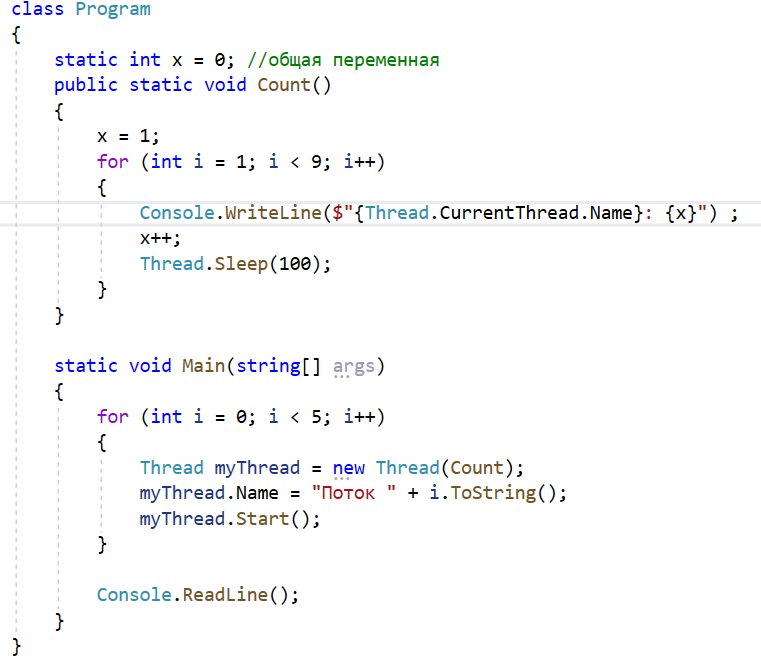 class Program
{
    static int x = 0; //общая переменная
    public static void Count()
    {
        x = 1;
        for (int i = 1; i < 9; i++)
        {
            Console.WriteLine($"{Thread.CurrentThread.Name}: {x}") ;
            x++;
            Thread.Sleep(100);
        }
    }

    static void Main(string[] args)
    {
        for (int i = 0; i < 5; i++)
        {
            Thread myThread = new Thread(Count);
            myThread.Name = "Поток " + i.ToString();
            myThread.Start();
        }

        Console.ReadLine();
    }
}